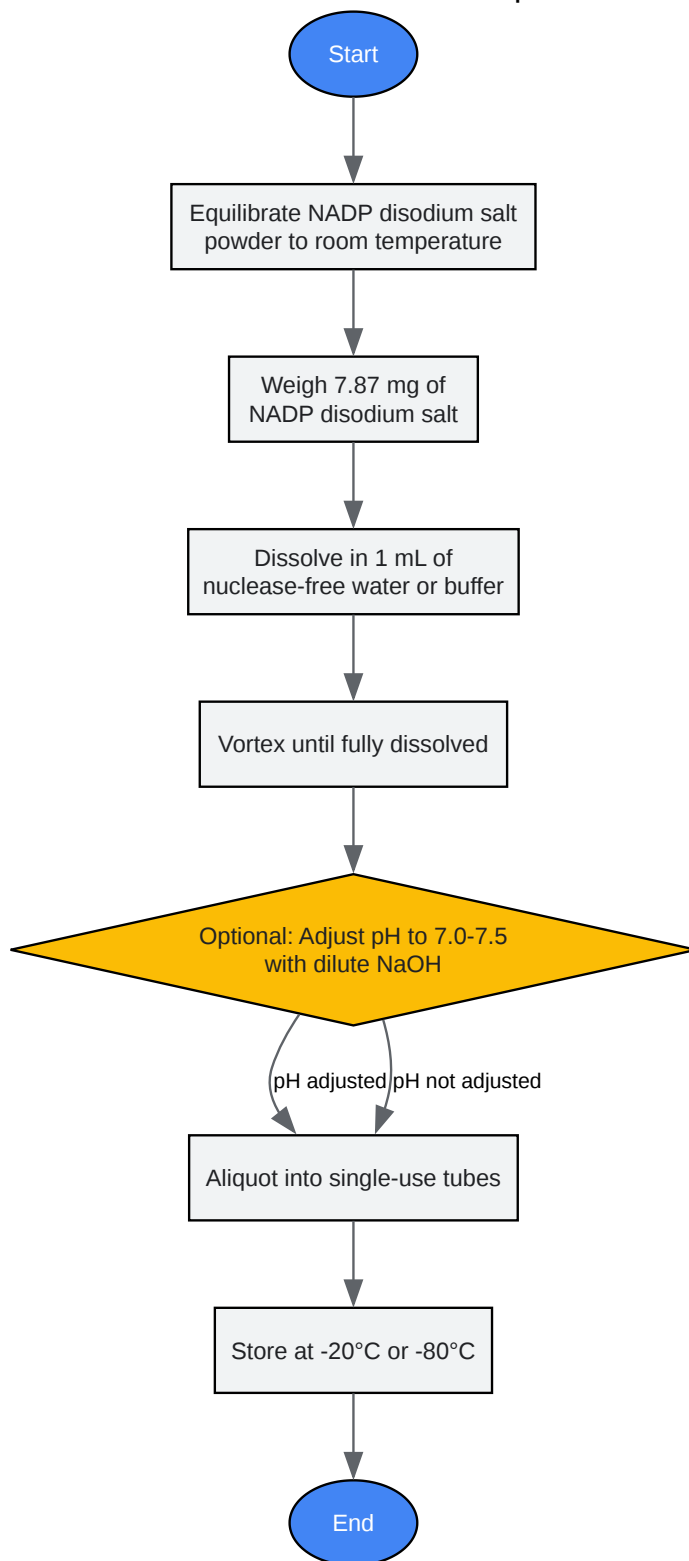 Start
Equilibrate NADP disodium salt
powder to room temperature
Weigh 7.87 mg of
NADP disodium salt
Dissolve in 1 mL of
nuclease-free water or buffer
Vortex until fully dissolved
Optional: Adjust pH to 7.0-7.5
with dilute NaOH
pH adjusted
pH not adjusted
Aliquot into single-use tubes
Store at -20°C or -80°C
End